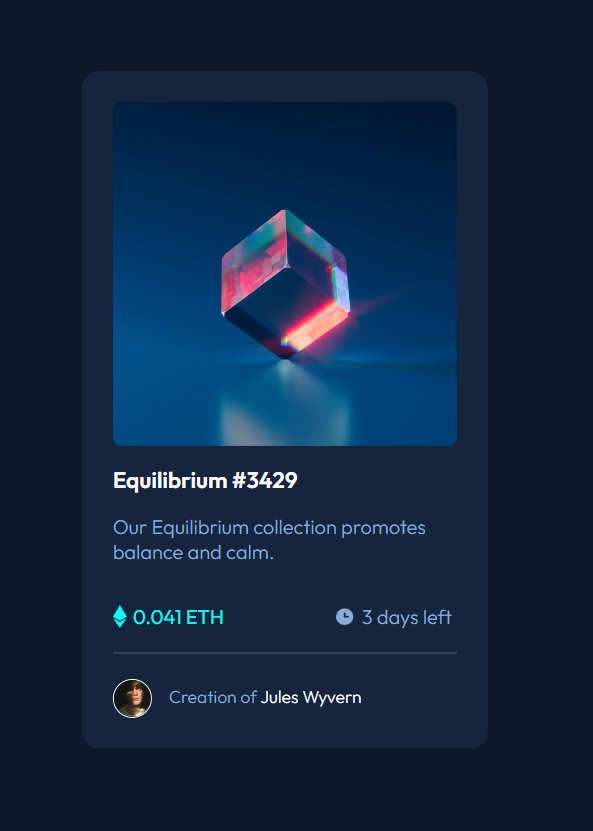 Equilibrium #3429
Our Equilibrium collection promotes
balance and calm.
0.041 ETH
3 days left
Creation of Jules Wyvern